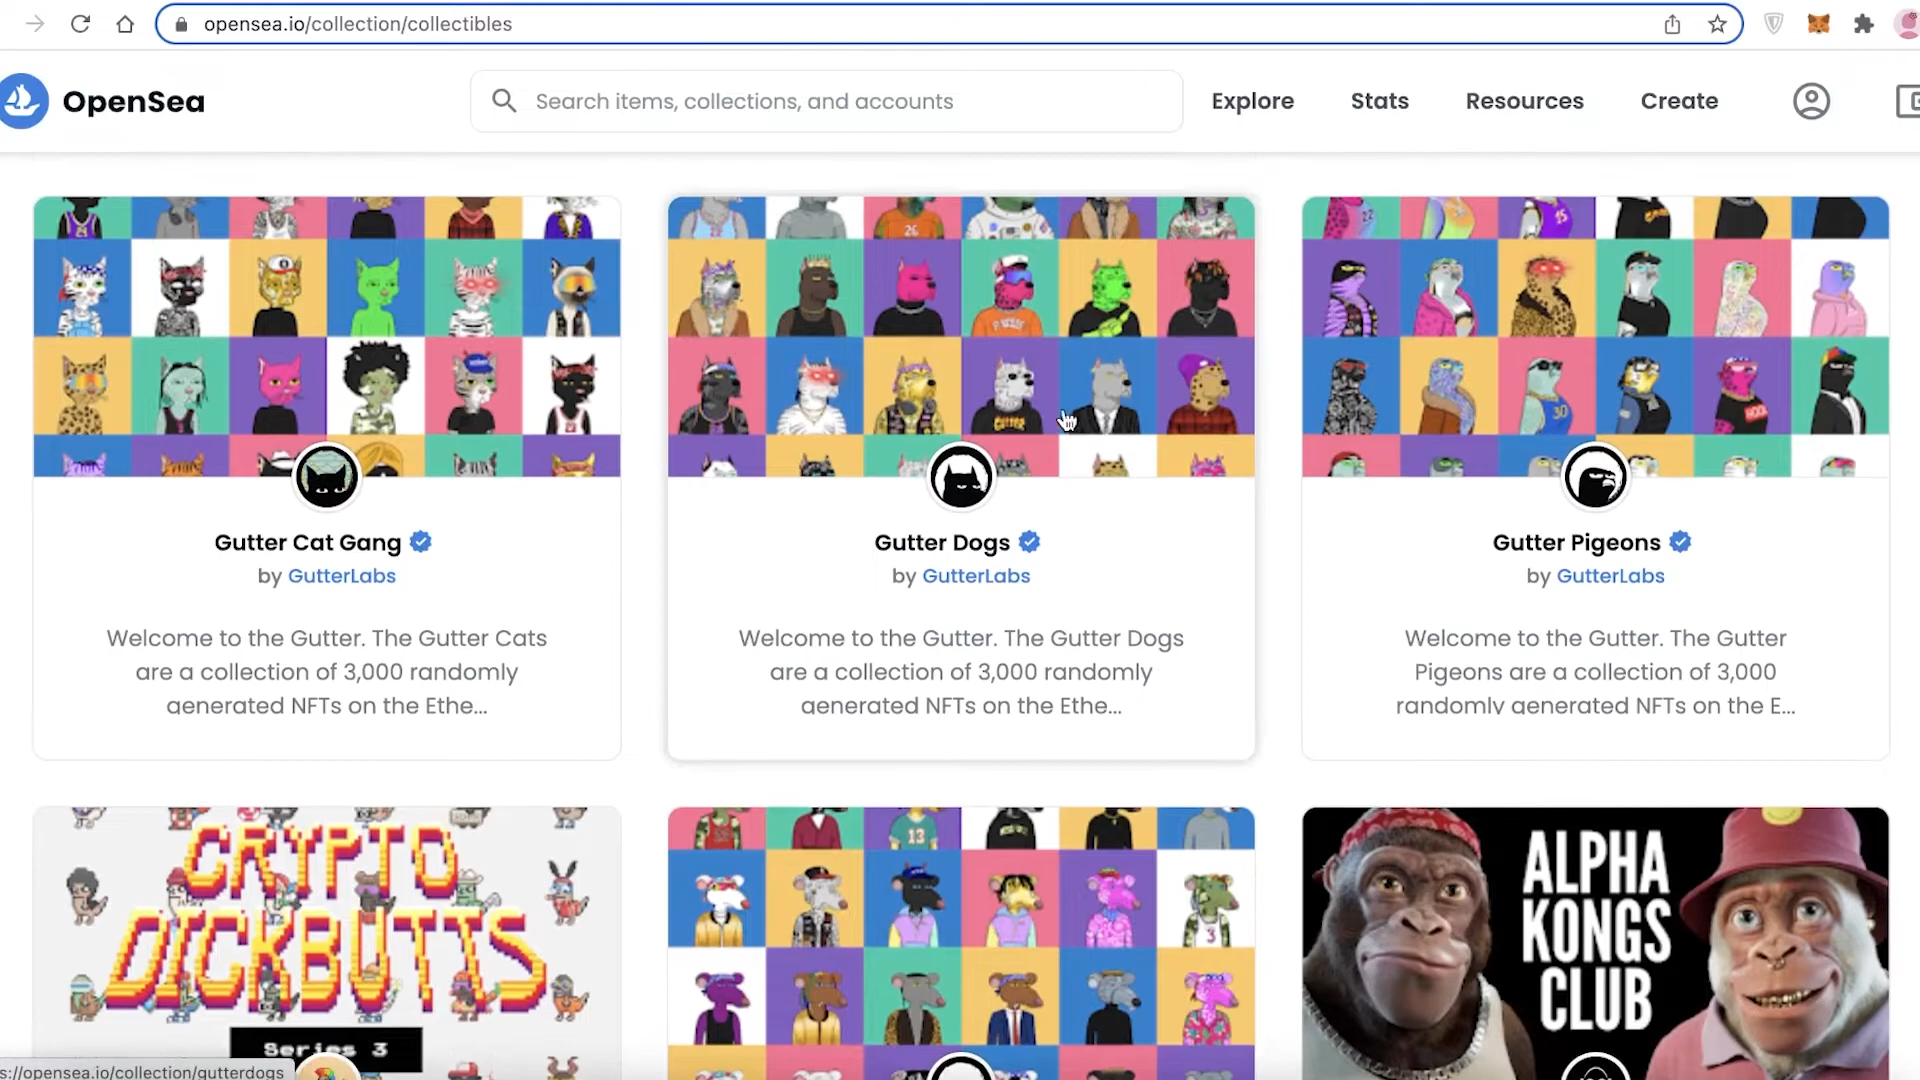 opensea.io/collection/collectibles
OpenSea
Search items, collections, and accounts
Explore
Stats
Resources
Create
Gutter Cat Gang
by GutterLabs
Welcome to the Gutter. The Gutter Cats
are a collection of 3,000 randomly
generated NFTs on the Ethe...
Gutter Dogs
by GutterLabs
Welcome to the Gutter. The Gutter Dogs
are a collection of 3,000 randomly
generated NFTs on the Ethe...
Gutter Pigeons
by GutterLabs
Welcome to the Gutter. The Gutter
Pigeons are a collection of 3,000
randomly generated NFTs on the E...
CRYPTO
DICKBUTTS
Series 3
ALPHA
KONGS
CLUB
s://opensea.io/collection/gutterdogs